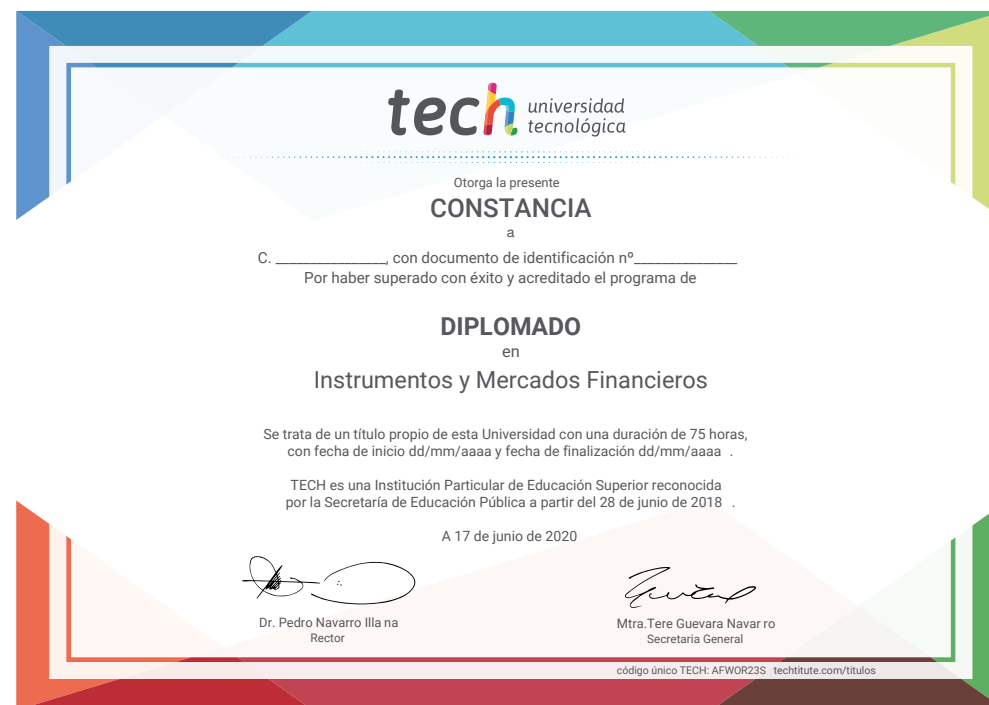 tech universidad
tecnológica
Otorga la presente
CONSTANCIA
a
C. ______________, con documento de identificación nº_____________
Por haber superado con éxito y acreditado el programa de
DIPLOMADO
en
Instrumentos y Mercados Financieros
Se trata de un título propio de esta Universidad con una duración de 75 horas,
con fecha de inicio dd/mm/aaaa y fecha de finalización dd/mm/aaaa .
TECH es una Institución Particular de Educación Superior reconocida
por la Secretaría de Educación Pública a partir del 28 de junio de 2018 .
A 17 de junio de 2020
Dr. Pedro Navarro Illa na
Rector
Mtra.Tere Guevara Navar ro
Secretaria General
código único TECH: AFWOR23S techtitute.com/titulos